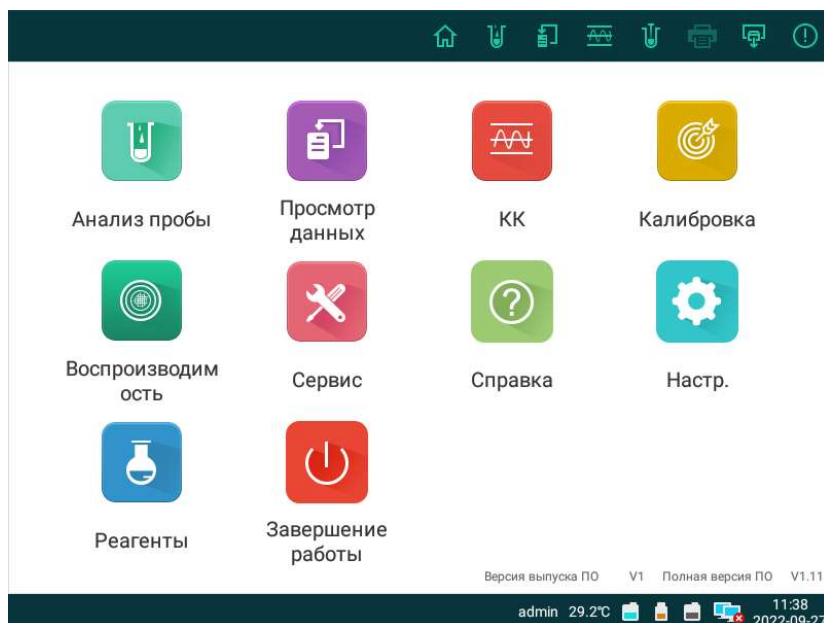 Анализ пробы
Просмотр
данных
КК
Калибровка
Воспроизводим
ость
Сервис
Справка
Настр.
Реагенты
Завершение
работы
Версия выпуска ПО V1 Полная версия ПО V1.11
admin 29.2℃ 11:38
2022-09-27